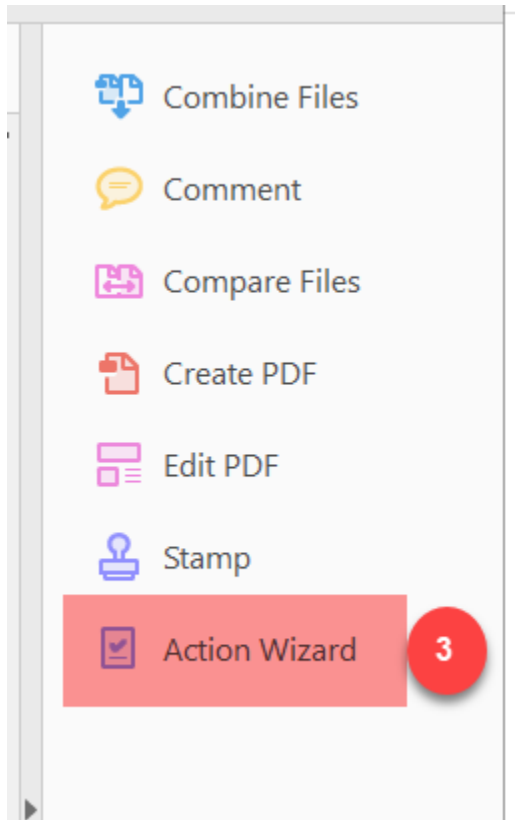 Combine Files
Comment
Compare Files
Create PDF
Edit PDF
Stamp
Action Wizard 3